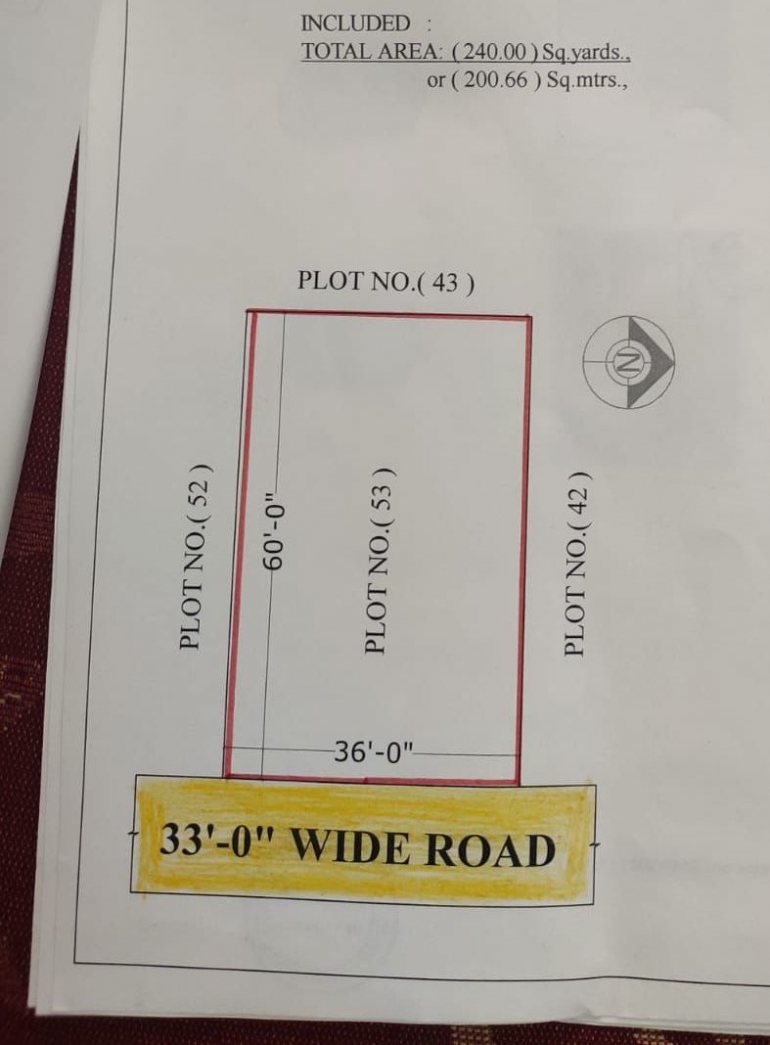 INCLUDED :
TOTAL AREA: ( 240.00 ) Sq.yards.,
or ( 200.66 ) Sq.mtrs.,
PLOT NO.( 43 )
N
PLOT NO.( 52 )
60'-0"
PLOT NO.( 53 )
PLOT NO.( 42 )
36'-0"
33'-0" WIDE ROAD